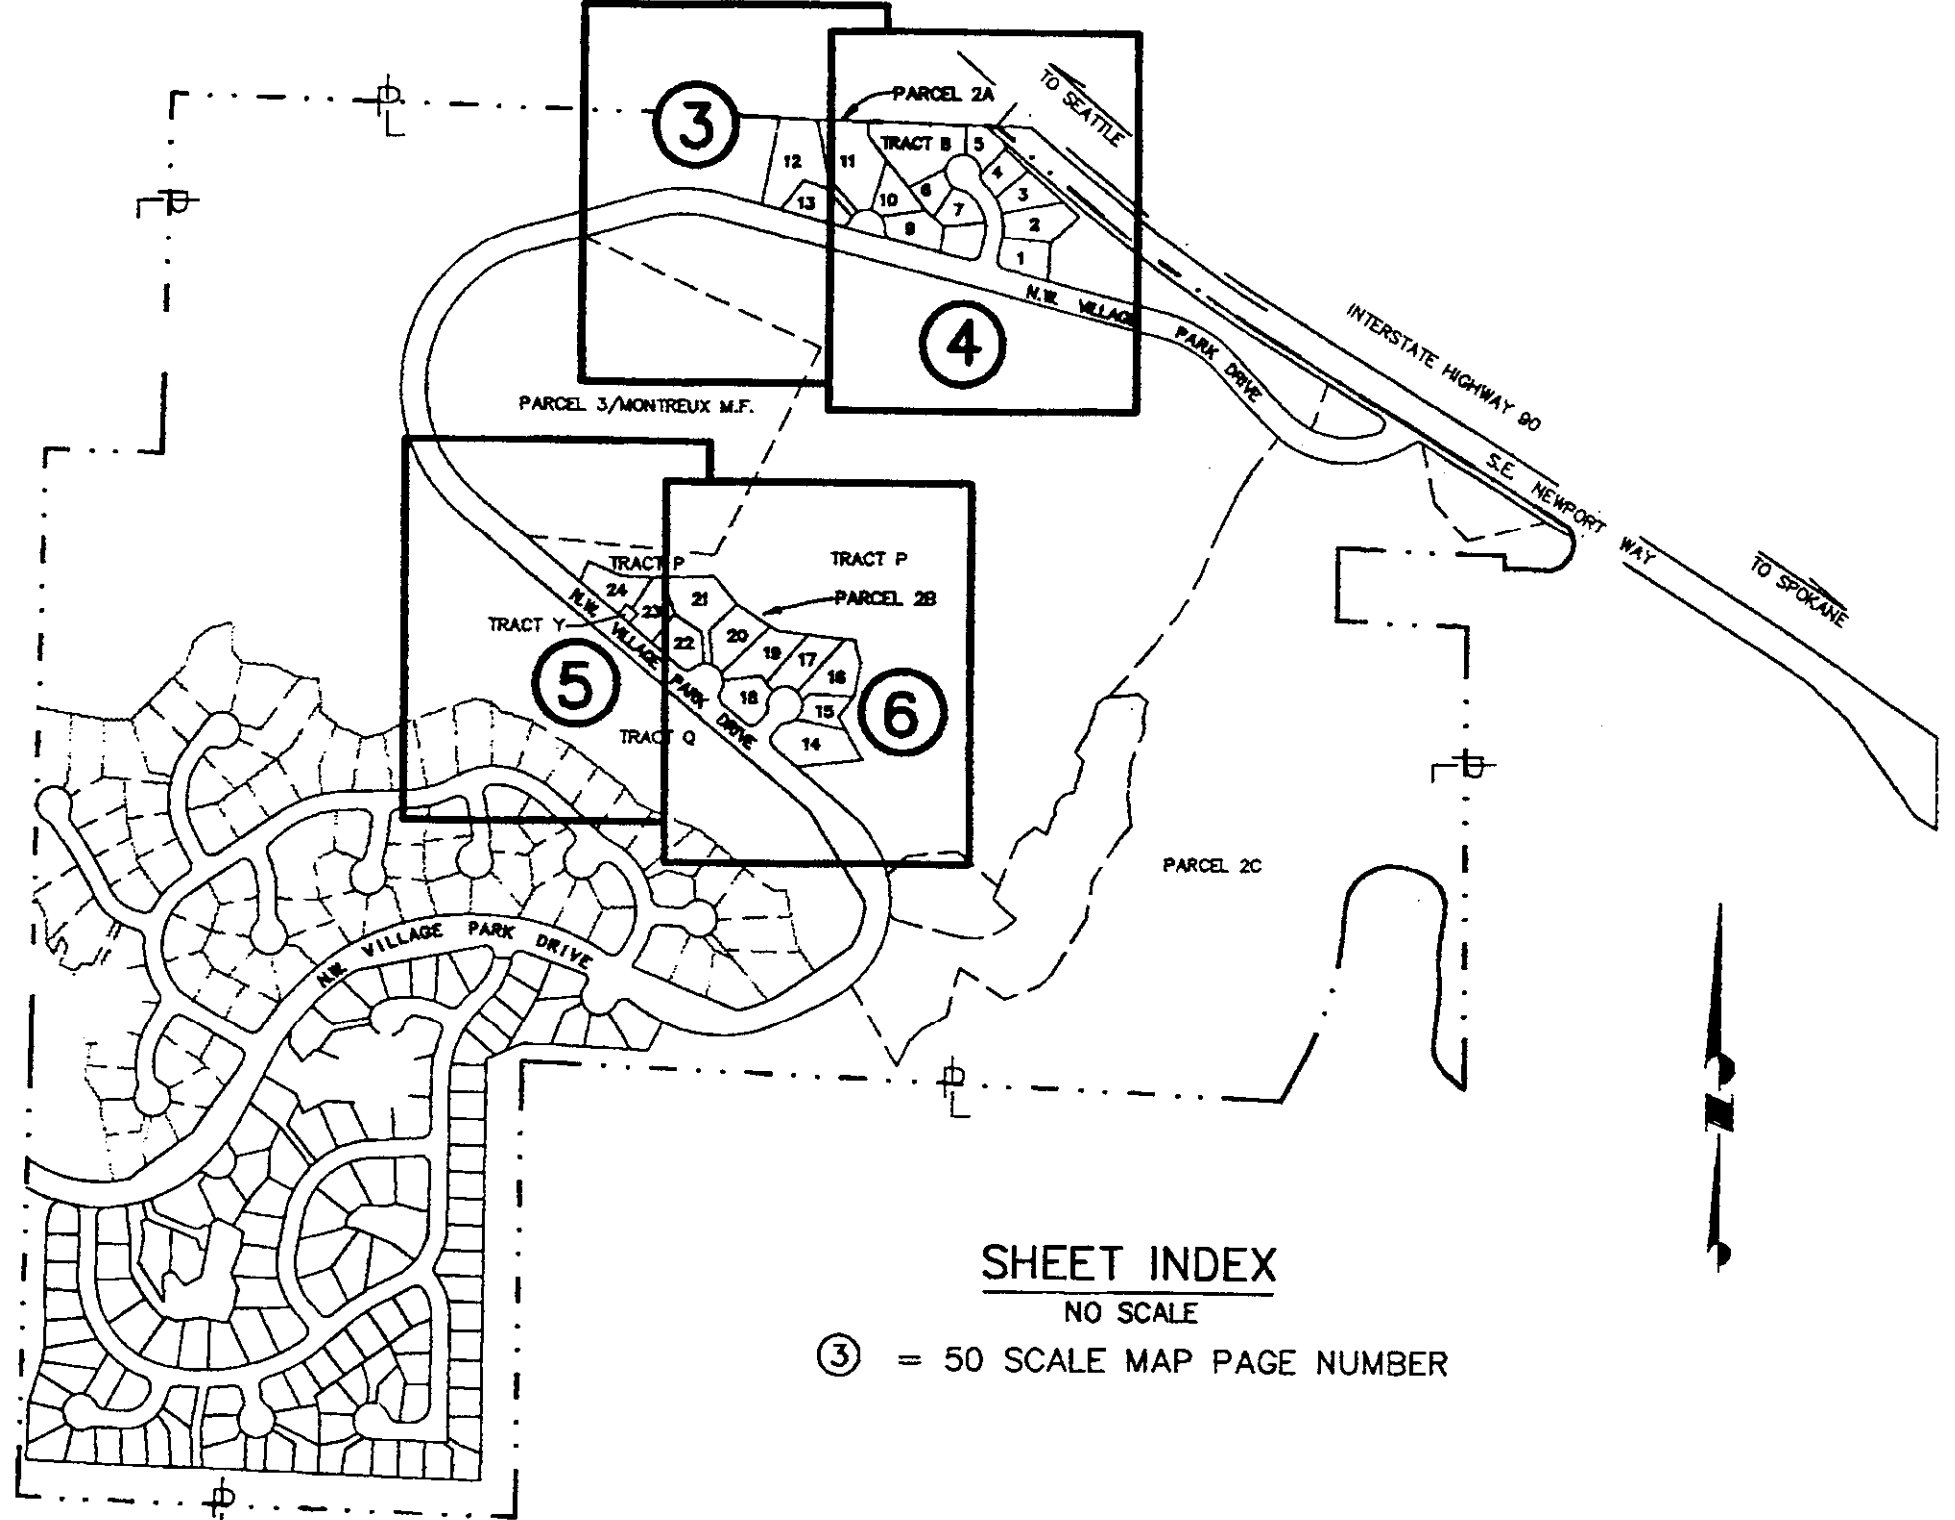 3
PARCEL 2A
TO SEATTLE
TRACT B
5
12
11
4
6
3
13
10
7
2
9
1
N.W. VILLAGE PARK DRIVE
4
INTERSTATE HIGHWAY 90
PARCEL 3/MONTREUX M.F.
S.E. NEWPORT WAY
TO SPOKANE
TRACT P
TRACT P
24
21
PARCEL 2B
23
TRACT Y
N.W. VILLAGE PARK DRIVE
22
20
19
17
16
18
15
14
5
6
TRACT Q
PARCEL 2C
N.W. VILLAGE PARK DRIVE
SHEET INDEX
NO SCALE
3 = 50 SCALE MAP PAGE NUMBER